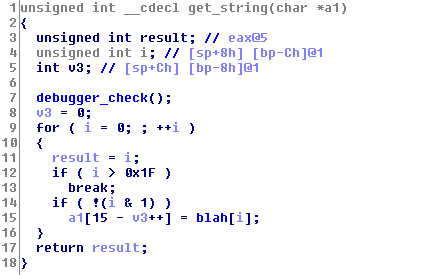 1 unsigned int __cdecl get_string(char *a1)
2 {
3 unsigned int result; // eax@5
4 unsigned int i; // [sp+8h] [bp-Ch]@1
5 int v3; // [sp+Ch] [bp-8h]@1
6
7 debugger_check();
8 v3 = 0;
9 for ( i = 0; ; ++i )
10 {
11 result = i;
12 if ( i > 0x1F )
13 break;
14 if ( !(i & 1) )
15 a1[15 - v3++] = blah[i];
16 }
17 return result;
18 }